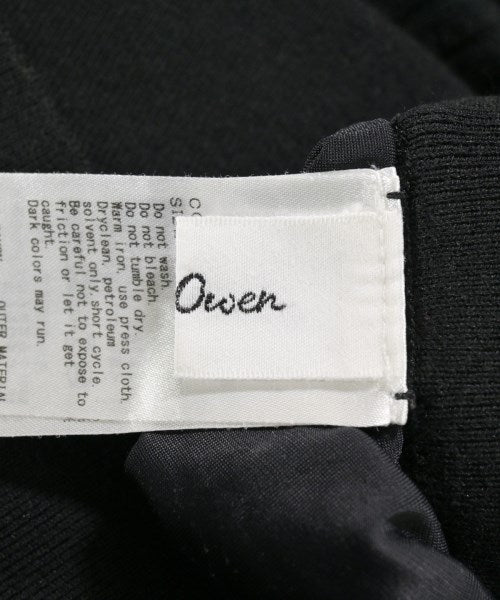 Owen
CO
SI
Do not wash.
Do not bleach.
Do not tumble dry.
Warm iron, use press cloth.
Dryclean, petroleum
solvent only short cycle.
Be careful not to expose to
friction or let it get
caught.
Dark colors may run.
OUTER MATERIAL